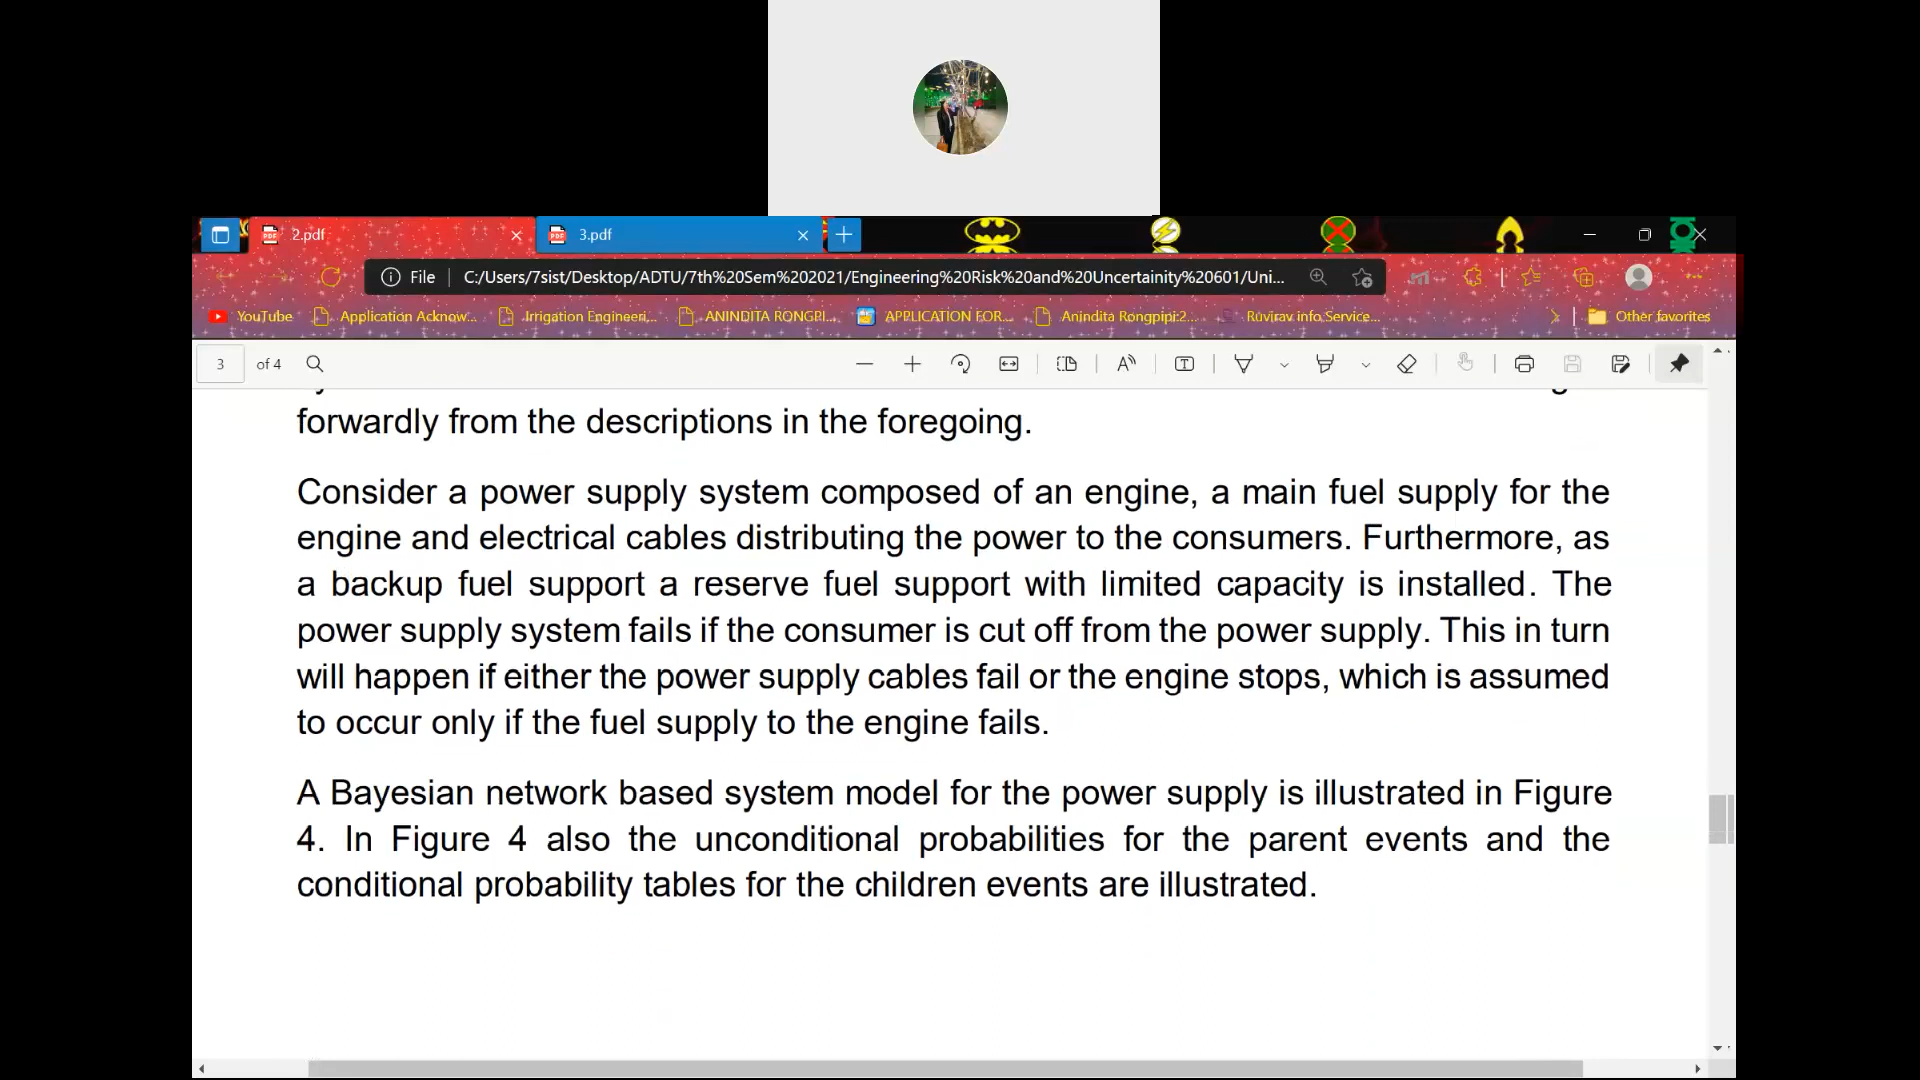 2.pdf
3.pdf
File
C:/Users/7sist/Desktop/ADTU/7th%20Sem%202021/Engineering%20Risk%20and%20Uncertainity%20601/Uni...
YouTube
Application Acknow...
Irrigation Engineeri...
ANINDITA RONGPI...
APPLICATION FOR...
Anindita Rongpipi:2...
Ruvirav info Service...
Other favorites
3 of 4
forwardly from the descriptions in the foregoing.
Consider a power supply system composed of an engine, a main fuel supply for the
engine and electrical cables distributing the power to the consumers. Furthermore, as
a backup fuel support a reserve fuel support with limited capacity is installed. The
power supply system fails if the consumer is cut off from the power supply. This in turn
will happen if either the power supply cables fail or the engine stops, which is assumed
to occur only if the fuel supply to the engine fails.
A Bayesian network based system model for the power supply is illustrated in Figure
4. In Figure 4 also the unconditional probabilities for the parent events and the
conditional probability tables for the children events are illustrated.